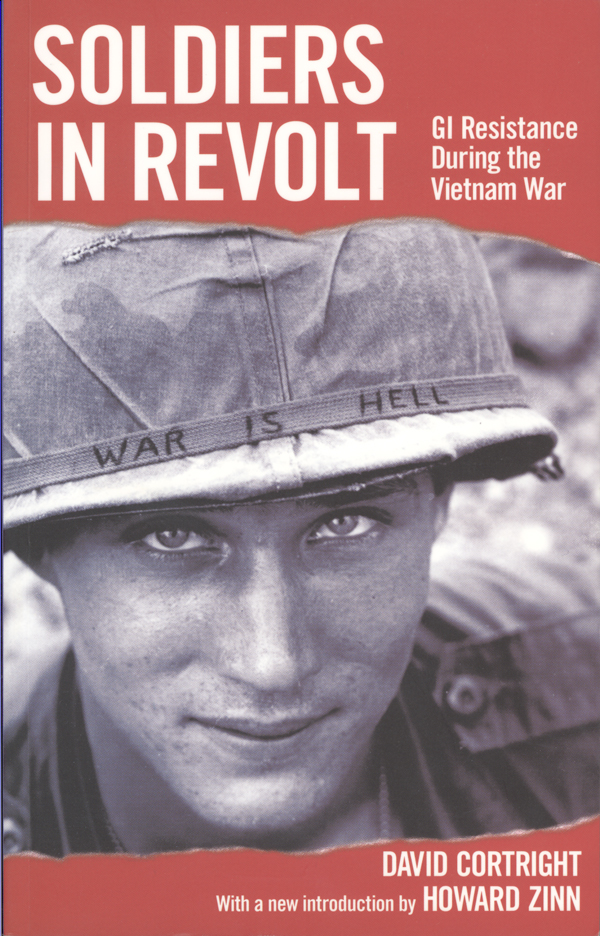 SOLDIERS
IN REVOLT
GI Resistance
During the
Vietnam War
WAR IS HELL
DAVID CORTRIGHT
With a new introduction by HOWARD ZINN